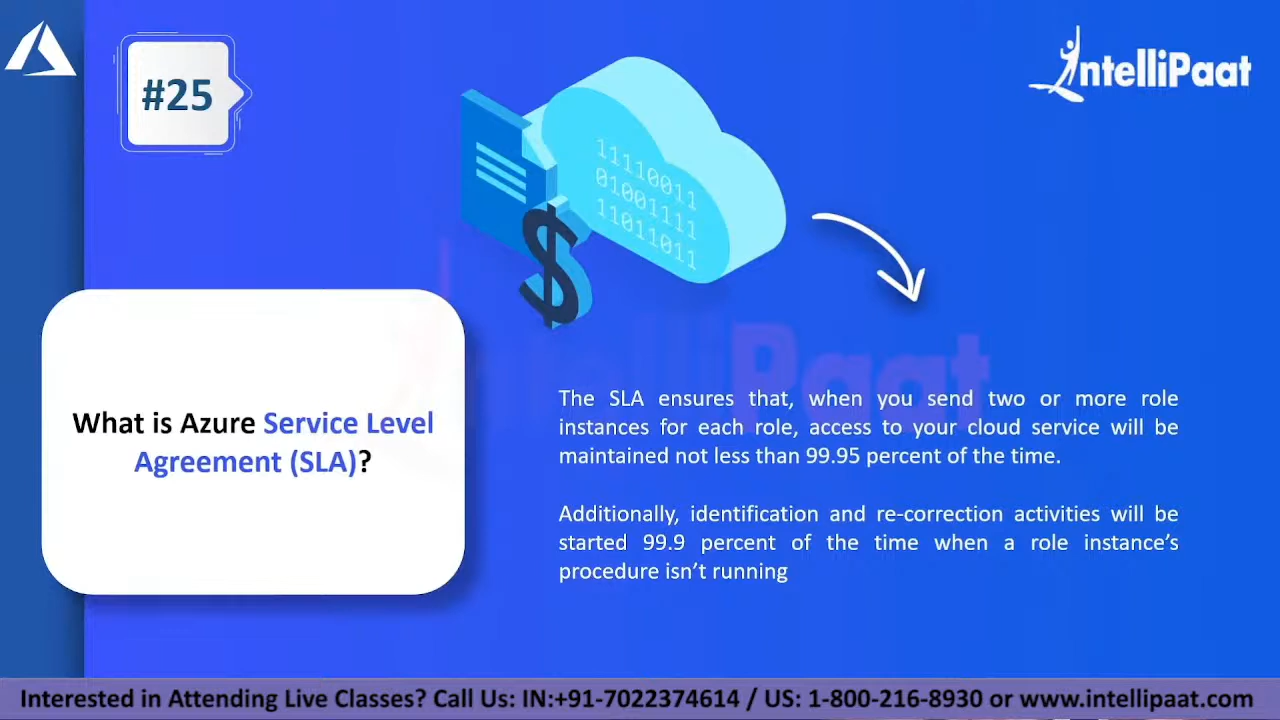 #25
IntelliPaat
11110011
01001111
11011011
$
IntelliPaat
What is Azure Service Level
Agreement (SLA)?
The SLA ensures that, when you send two or more role
instances for each role, access to your cloud service will be
maintained not less than 99.95 percent of the time.
Additionally, identification and re-correction activities will be
started 99.9 percent of the time when a role instance’s
procedure isn’t running
Interested in Attending Live Classes? Call Us: IN:+91-7022374614 / US: 1-800-216-8930 or www.intellipaat.com